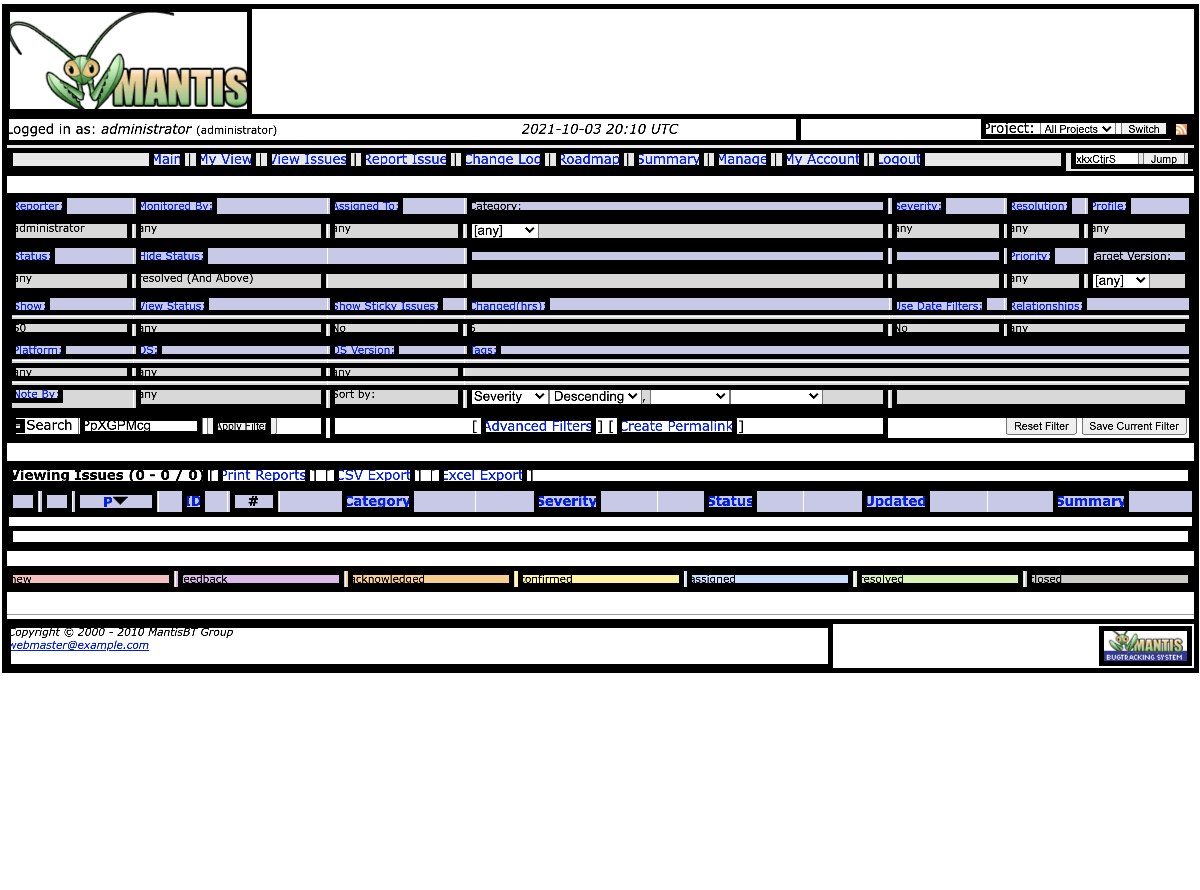 MANTIS
Logged in as: administrator (administrator) 2021-10-03 20:10 UTC Project: All Projects Switch
Main | My View | View Issues | Report Issue | Change Log | Roadmap | Summary | Manage | My Account | Logout xkxCtjrS Jump
Reporter: Monitored By: Assigned To: Category: Severity: Resolution: Profile:
administrator any any [any] any any any
Status: Hide Status: Priority: Target Version:
any resolved (And Above) any [any]
Show: View Status: Show Sticky Issues: Changed(hrs): Use Date Filters: Relationships:
50 any No 6 No any
Platform: OS: OS Version: Tags:
any any any
Note By: any Sort by: Severity Descending ,
Search PpXGPMcg Apply Filter [ Advanced Filters ] [ Create Permalink ] Reset Filter Save Current Filter
Viewing Issues (0 - 0 / 0) [ Print Reports ] [ CSV Export ] [ Excel Export ]
P ID # Category Severity Status Updated Summary
new feedback acknowledged confirmed assigned resolved closed
Copyright © 2000 - 2010 MantisBT Group
webmaster@example.com
MANTIS
BUGTRACKING SYSTEM